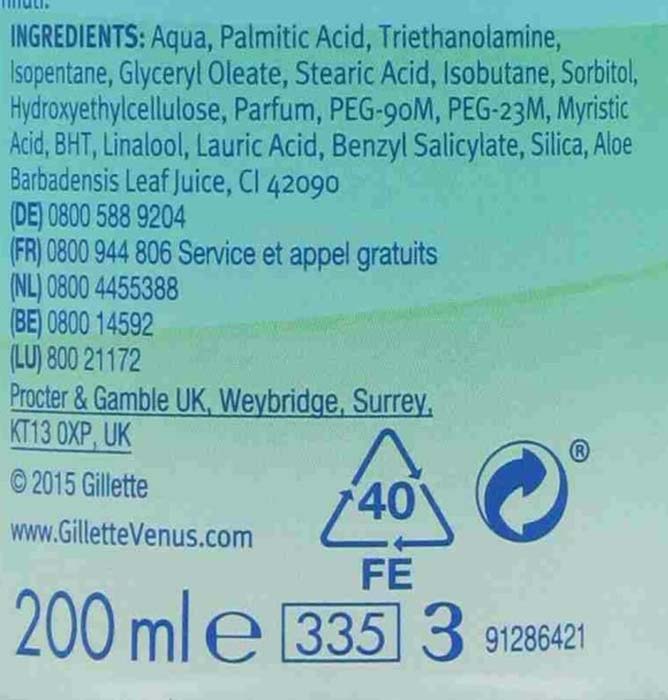 INGREDIENTS: Aqua, Palmitic Acid, Triethanolamine,
Isopentane, Glyceryl Oleate, Stearic Acid, Isobutane, Sorbitol,
Hydroxyethylcellulose, Parfum, PEG-90M, PEG-23M, Myristic
Acid, BHT, Linalool, Lauric Acid, Benzyl Salicylate, Silica, Aloe
Barbadensis Leaf Juice, CI 42090
(DE) 0800 588 9204
(FR) 0800 944 806 Service et appel gratuits
(NL) 0800 4455388
(BE) 0800 14592
(LU) 800 21172
Procter & Gamble UK, Weybridge, Surrey,
KT13 0XP, UK
© 2015 Gillette
www.GilletteVenus.com
40
FE
®
200 ml e 335 3 91286421